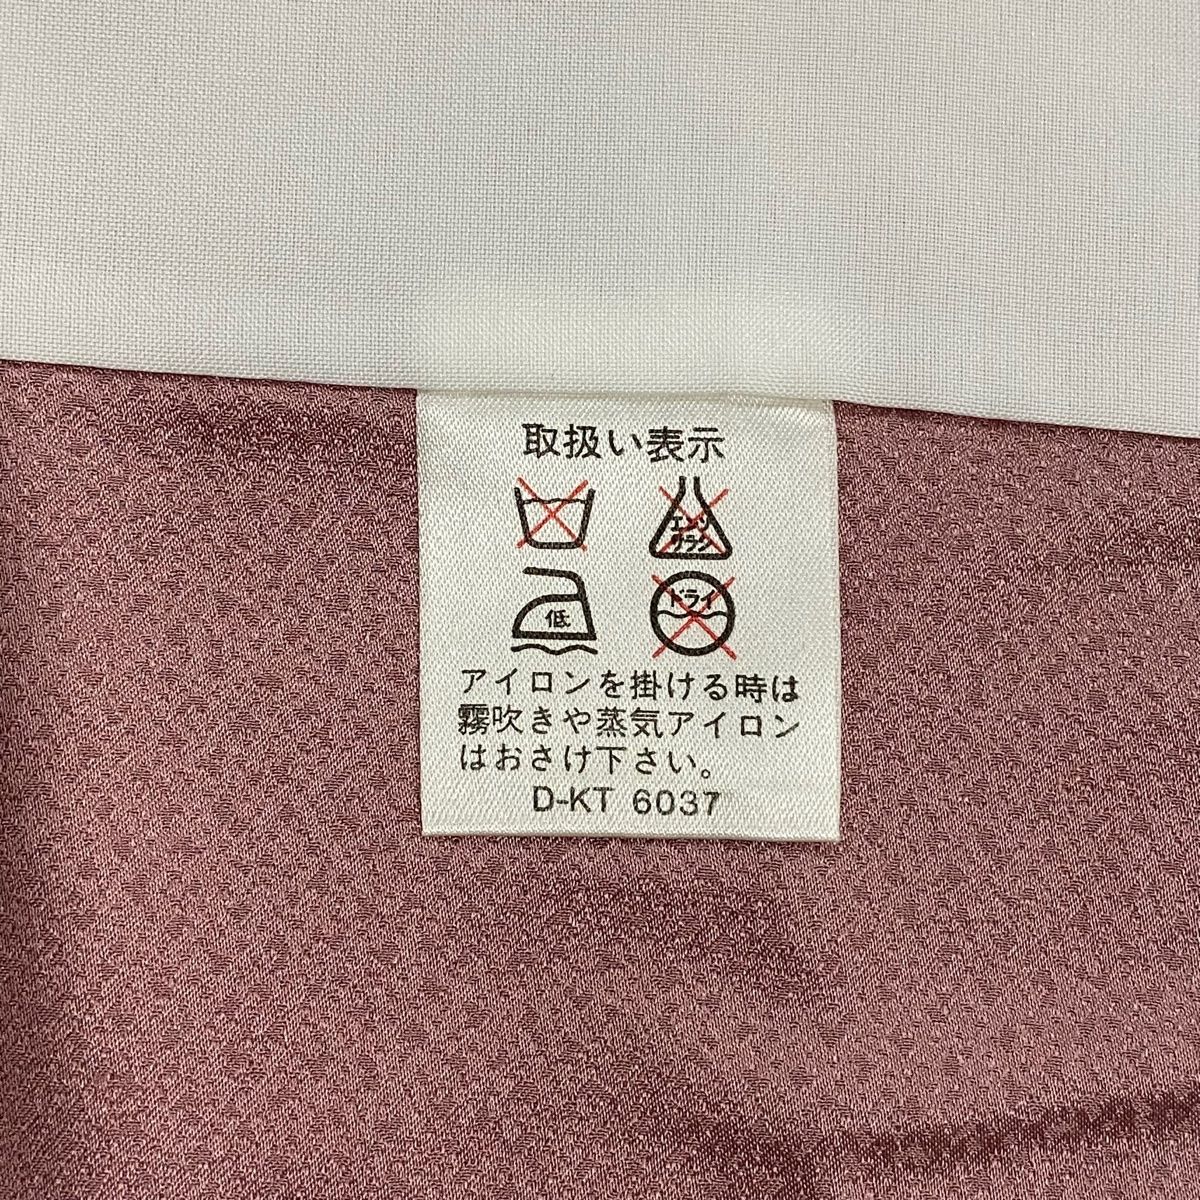 取扱い表示
エンソ
サラシ
低
ドライ
アイロンを掛ける時は
霧吹きや蒸気アイロン
はおさけ下さい。
D-KT 6037